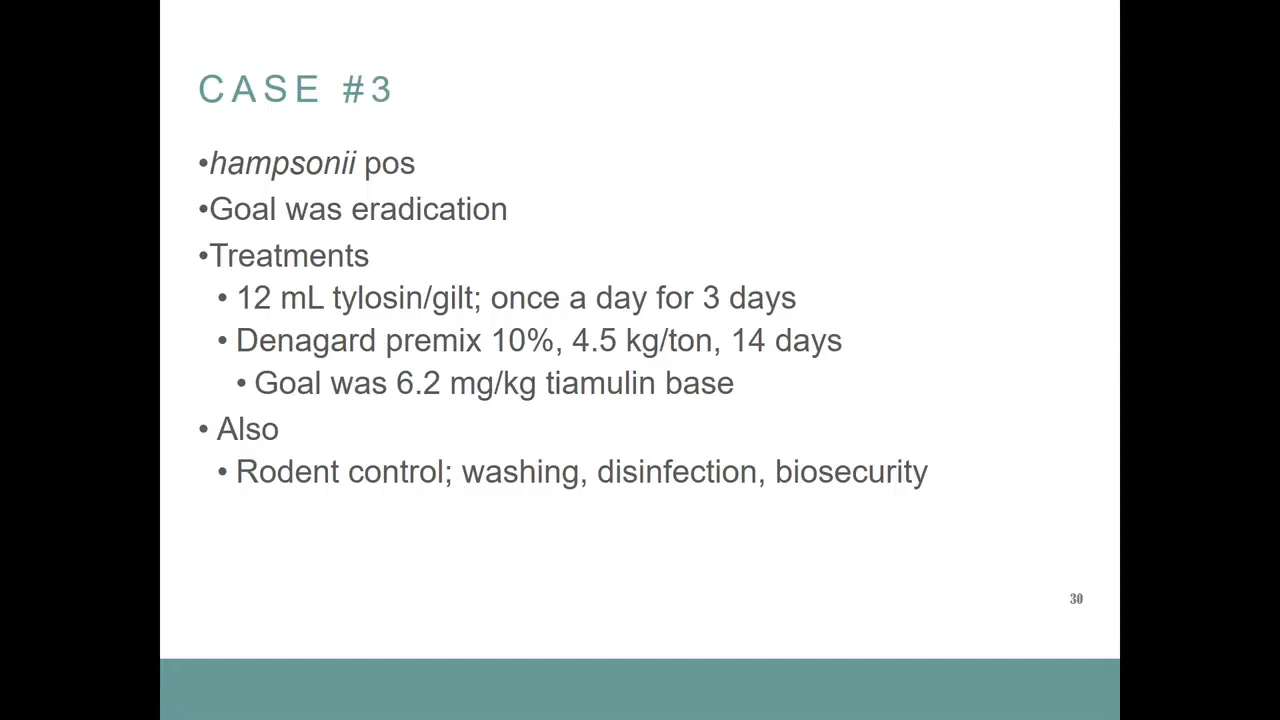 CASE #3
•hampsonii pos
•Goal was eradication
•Treatments
• 12 mL tylosin/gilt; once a day for 3 days
• Denagard premix 10%, 4.5 kg/ton, 14 days
• Goal was 6.2 mg/kg tiamulin base
• Also
• Rodent control; washing, disinfection, biosecurity
30